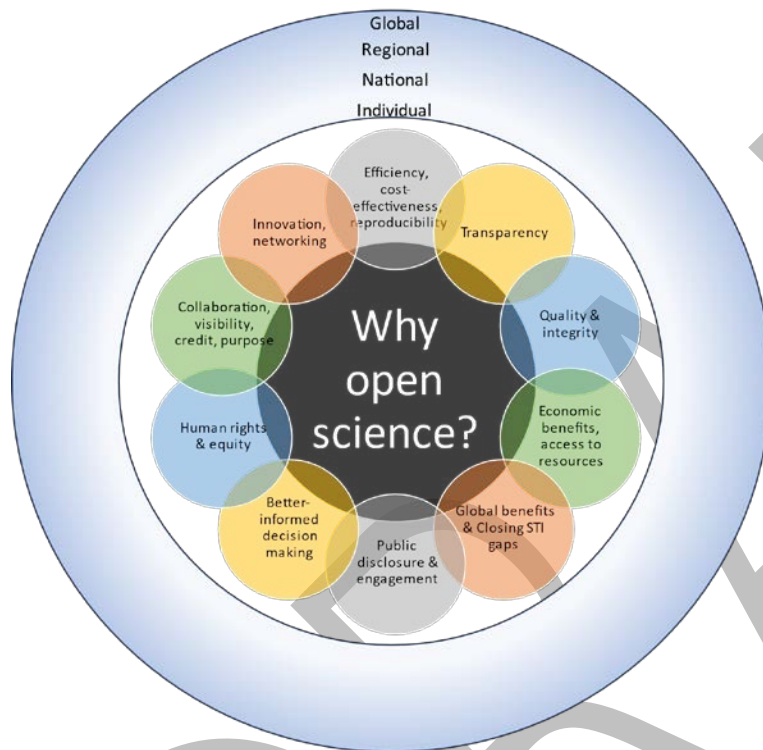 Global
Regional
National
Individual
Efficiency,
cost-
effectiveness,
reproducibility
Transparency
Quality &
integrity
Economic
benefits,
access to
resources
Global benefits
& Closing STI
gaps
Public
disclosure &
engagement
Better-
informed
decision
making
Human rights
& equity
Collaboration,
visibility,
credit, purpose
Innovation,
networking
Why
open
science?